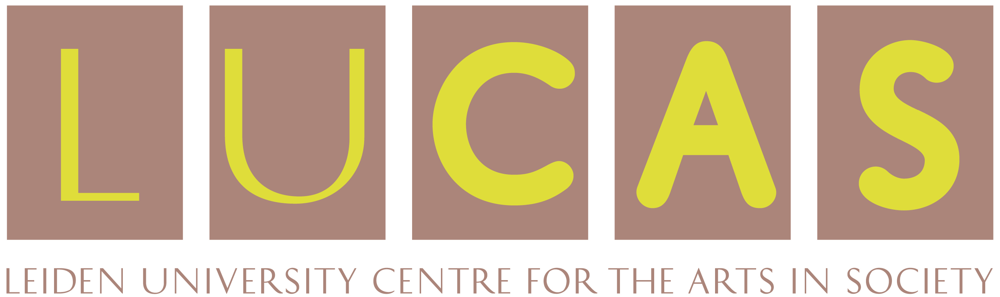 LUCAS
LEIDEN UNIVERSITY CENTRE FOR THE ARTS IN SOCIETY